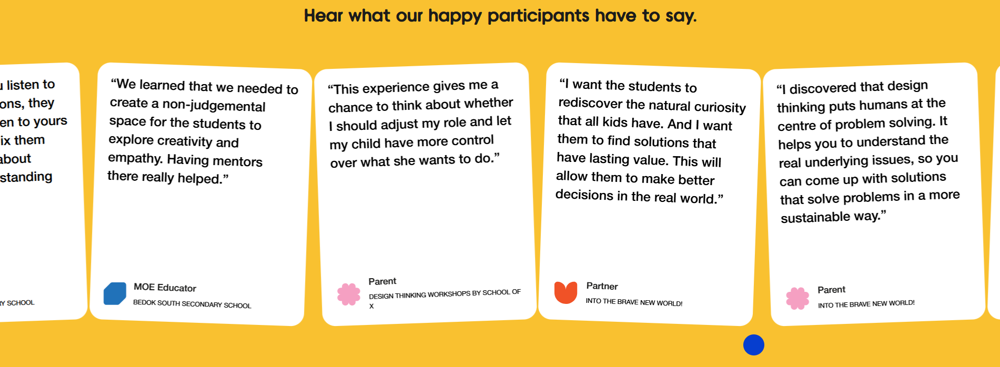 Hear what our happy participants have to say.
listen to
ons, they
en to yours
ix them
about
standing
RY SCHOOL
“We learned that we needed to
create a non-judgemental
space for the students to
explore creativity and
empathy. Having mentors
there really helped.”
MOE Educator
BEDOK SOUTH SECONDARY SCHOOL
“This experience gives me a
chance to think about whether
I should adjust my role and let
my child have more control
over what she wants to do.”
Parent
DESIGN THINKING WORKSHOPS BY SCHOOL OF
X
“I want the students to
rediscover the natural curiosity
that all kids have. And I want
them to find solutions that
have lasting value. This will
allow them to make better
decisions in the real world.”
Partner
INTO THE BRAVE NEW WORLD!
“I discovered that design
thinking puts humans at the
centre of problem solving. It
helps you to understand the
real underlying issues, so you
can come up with solutions
that solve problems in a more
sustainable way.”
Parent
INTO THE BRAVE NEW WORLD!